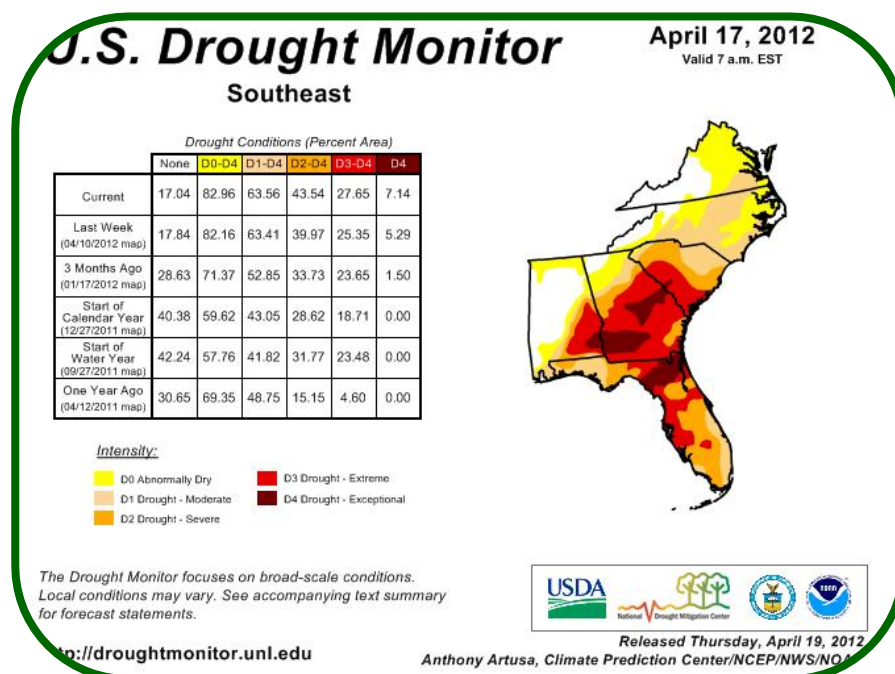 U.S. Drought Monitor
Southeast
April 17, 2012
Valid 7 a.m. EST
Drought Conditions (Percent Area)
None D0-D4 D1-D4 D2-D4 D3-D4 D4
Current 17.04 82.96 63.56 43.54 27.65 7.14
Last Week
(04/10/2012 map) 17.84 82.16 63.41 39.97 25.35 5.29
3 Months Ago
(01/17/2012 map) 28.63 71.37 52.85 33.73 23.65 1.50
Start of
Calendar Year
(12/27/2011 map) 40.38 59.62 43.05 28.62 18.71 0.00
Start of
Water Year
(09/27/2011 map) 42.24 57.76 41.82 31.77 23.48 0.00
One Year Ago
(04/12/2011 map) 30.65 69.35 48.75 15.15 4.60 0.00
Intensity:
D0 Abnormally Dry
D1 Drought - Moderate
D2 Drought - Severe
D3 Drought - Extreme
D4 Drought - Exceptional
The Drought Monitor focuses on broad-scale conditions.
Local conditions may vary. See accompanying text summary
for forecast statements.
tp://droughtmonitor.unl.edu
USDA
National Drought Mitigation Center
Released Thursday, April 19, 2012
Anthony Artusa, Climate Prediction Center/NCEP/NWS/NOA